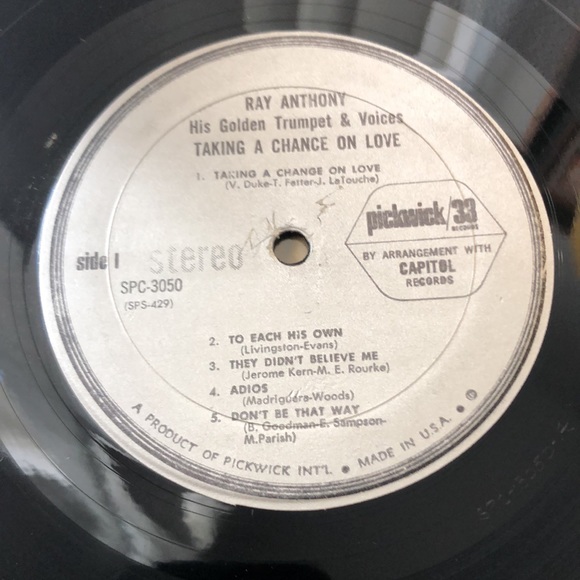 RAY ANTHONY
His Golden Trumpet & Voices
TAKING A CHANCE ON LOVE
1. TAKING A CHANGE ON LOVE
(V. Duke-T. Fetter-J. LaTouche)
pickwick/33
RECORDS
BY ARRANGEMENT WITH
CAPITOL
RECORDS
side I stereo
SPC-3050
(SPS-429)
2. TO EACH HiS OWN
(Livingston-Evans)
3. THEY DIDN'T BELIEVE ME
(Jerome Kern-M. E. Rourke)
4. ADIOS
(Madriguera-Woods)
5. DON'T BE THAT WAY
(B. Goodman-E. Sampson-
M.Parish)
A PRODUCT OF PICKWICK INT'L. ● MADE IN U.S.A. ● ℗